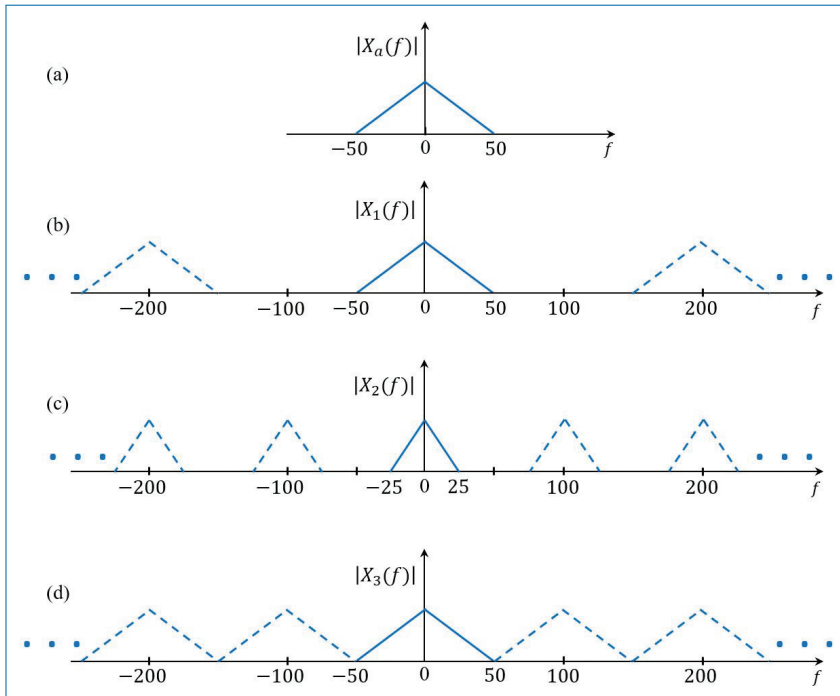 (a)
|Xₐ(f)|
−50 0 50 f
(b)
|X₁(f)|
−200 −100 −50 0 50 100 200 f
(c)
|X₂(f)|
−200 −100 −25 0 25 100 200 f
(d)
|X₃(f)|
−200 −100 −50 0 50 100 200 f